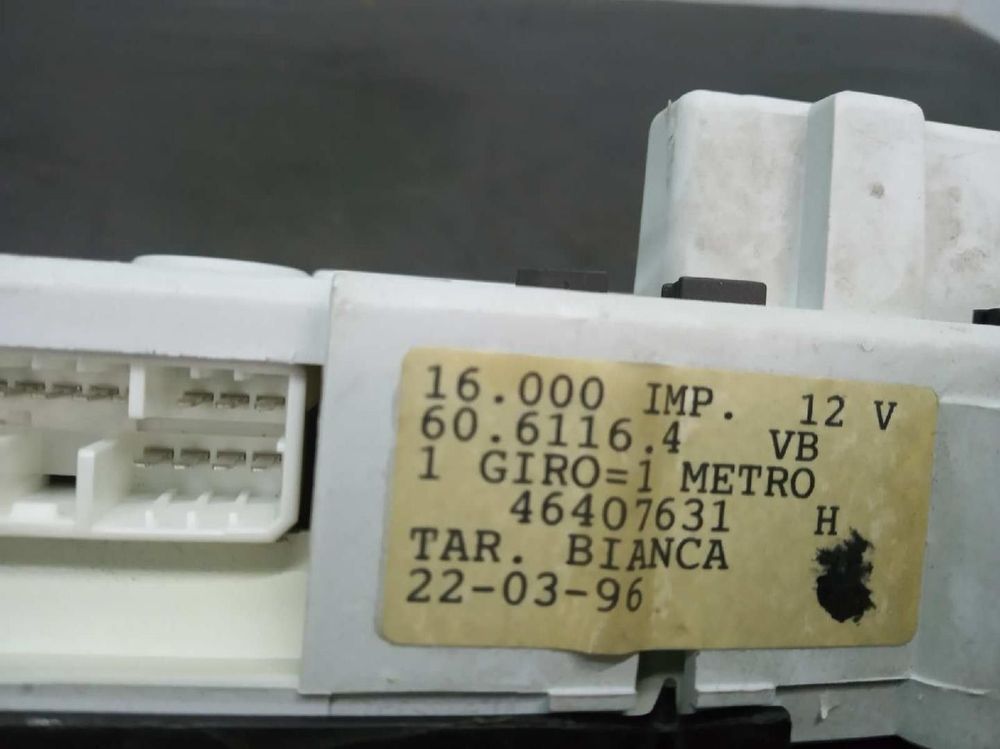 16.000 IMP. 12 V
60.6116.4 VB
1 GIRO=1 METRO
46407631 H
TAR. BIANCA
22-03-96